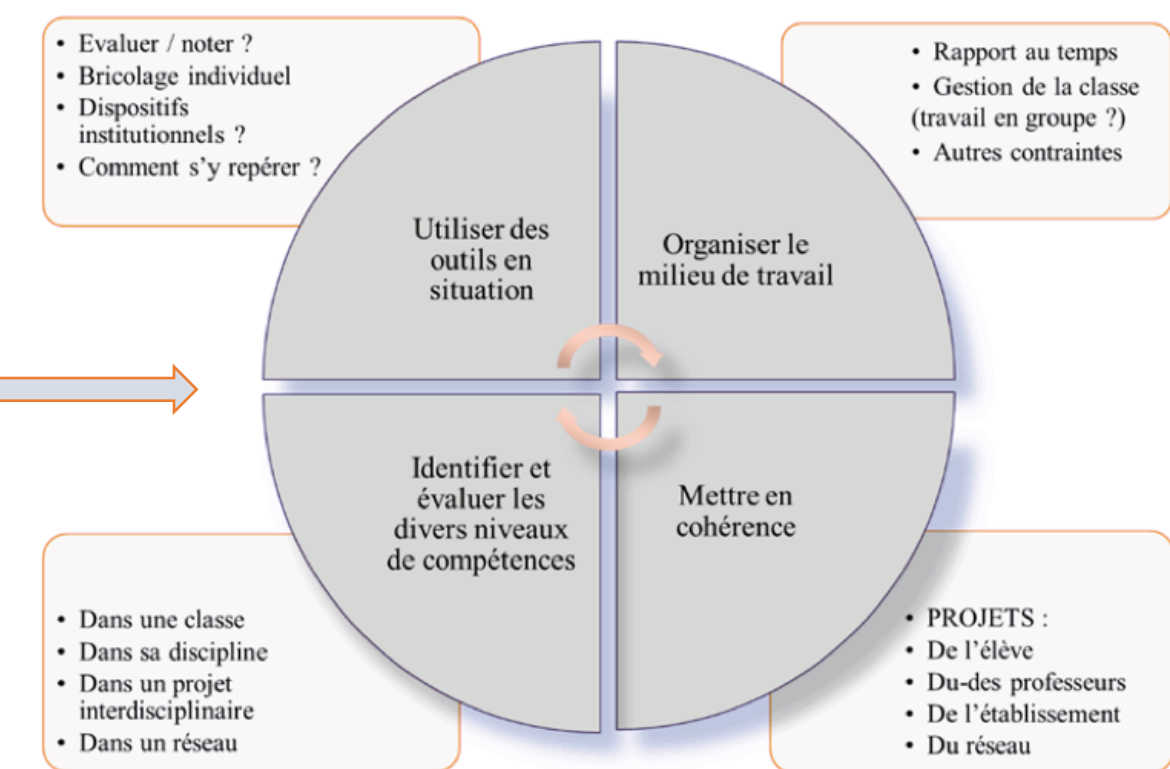 • Evaluer / noter ?
• Bricolage individuel
• Dispositifs
institutionnels ?
• Comment s'y repérer ?
• Rapport au temps
• Gestion de la classe
(travail en groupe ?)
• Autres contraintes
Utiliser des
outils en
situation
Organiser le
milieu de travail
Identifier et
évaluer les
divers niveaux
de compétences
Mettre en
cohérence
• Dans une classe
• Dans sa discipline
• Dans un projet
interdisciplinaire
• Dans un réseau
• PROJETS :
• De l'élève
• Du-des professeurs
• De l'établissement
• Du réseau